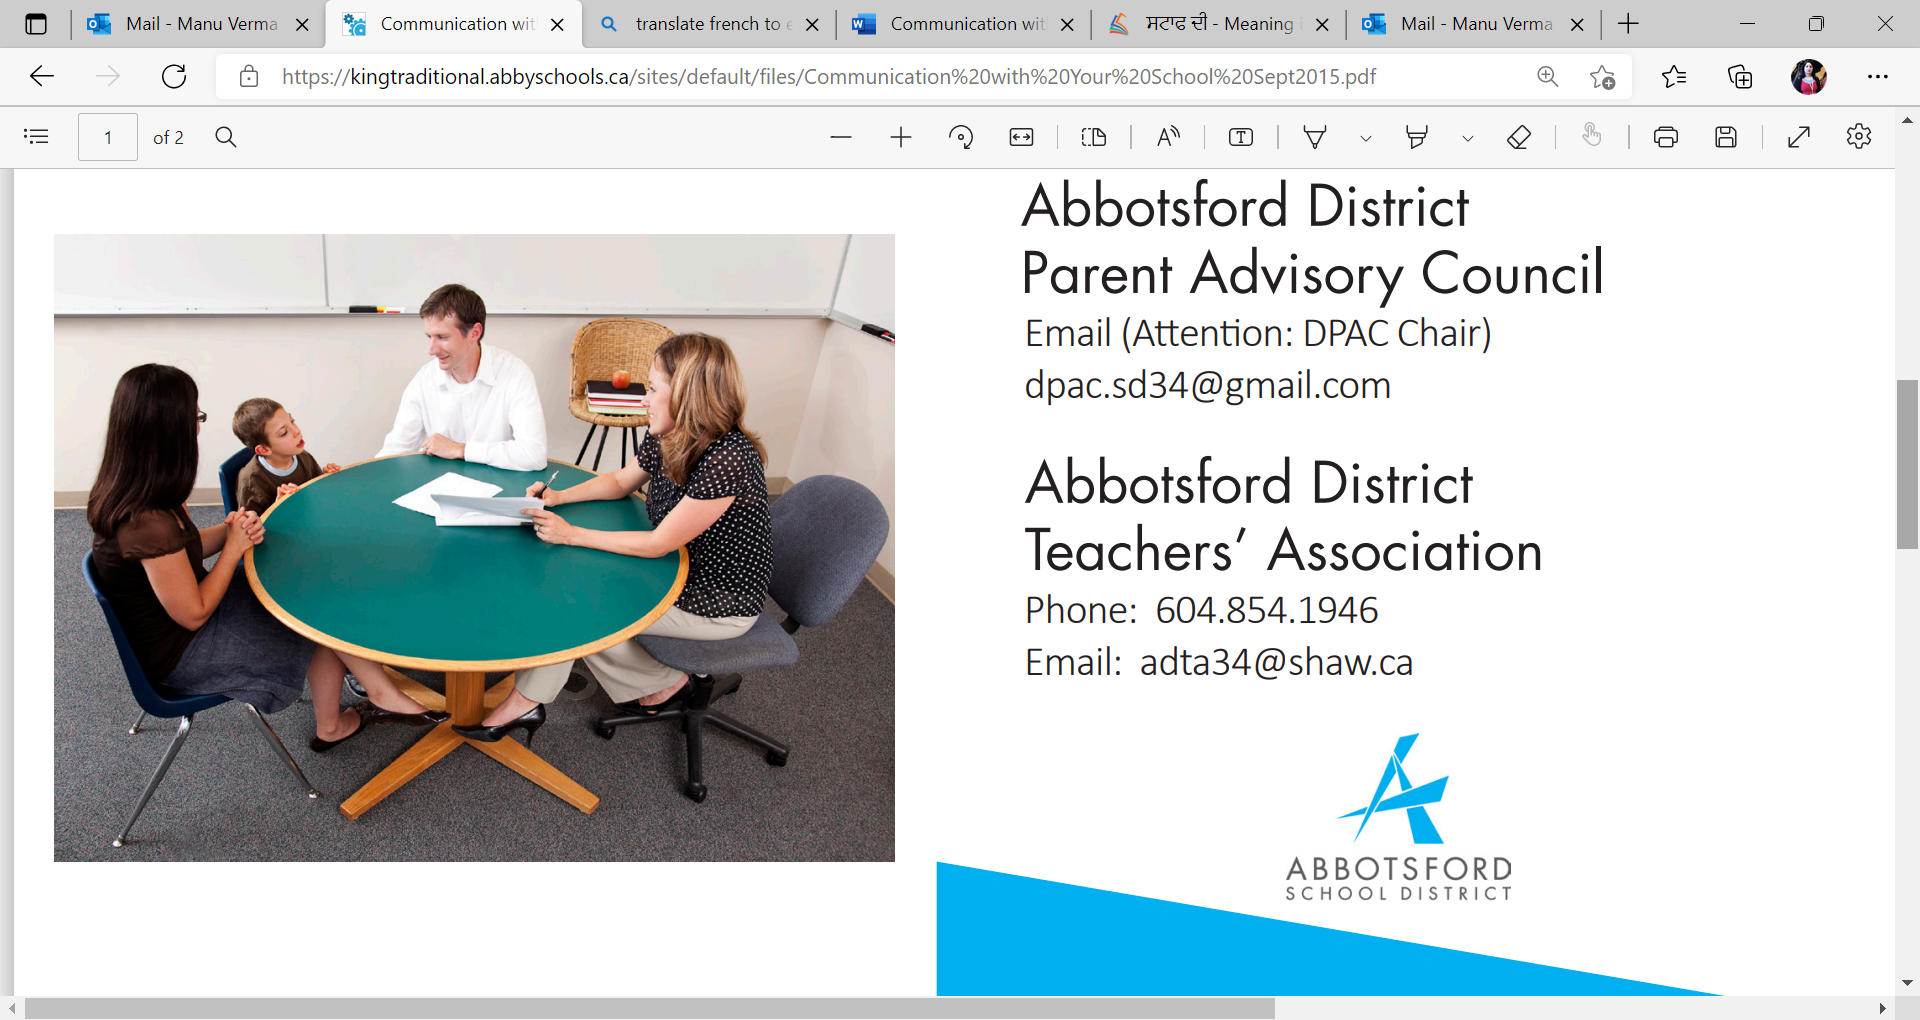 Mail - Manu Verma
Communication wit
translate french to e
Communication wit
ਸਟਾਫ ਦੀ - Meaning i
Mail - Manu Verma
https://kingtraditional.abbyschools.ca/sites/default/files/Communication%20with%20Your%20School%20Sept2015.pdf
1 of 2
Abbotsford District
Parent Advisory Council
Email (Attention: DPAC Chair)
dpac.sd34@gmail.com
Abbotsford District
Teachers’ Association
Phone: 604.854.1946
Email: adta34@shaw.ca
ABBOTSFORD
SCHOOL DISTRICT